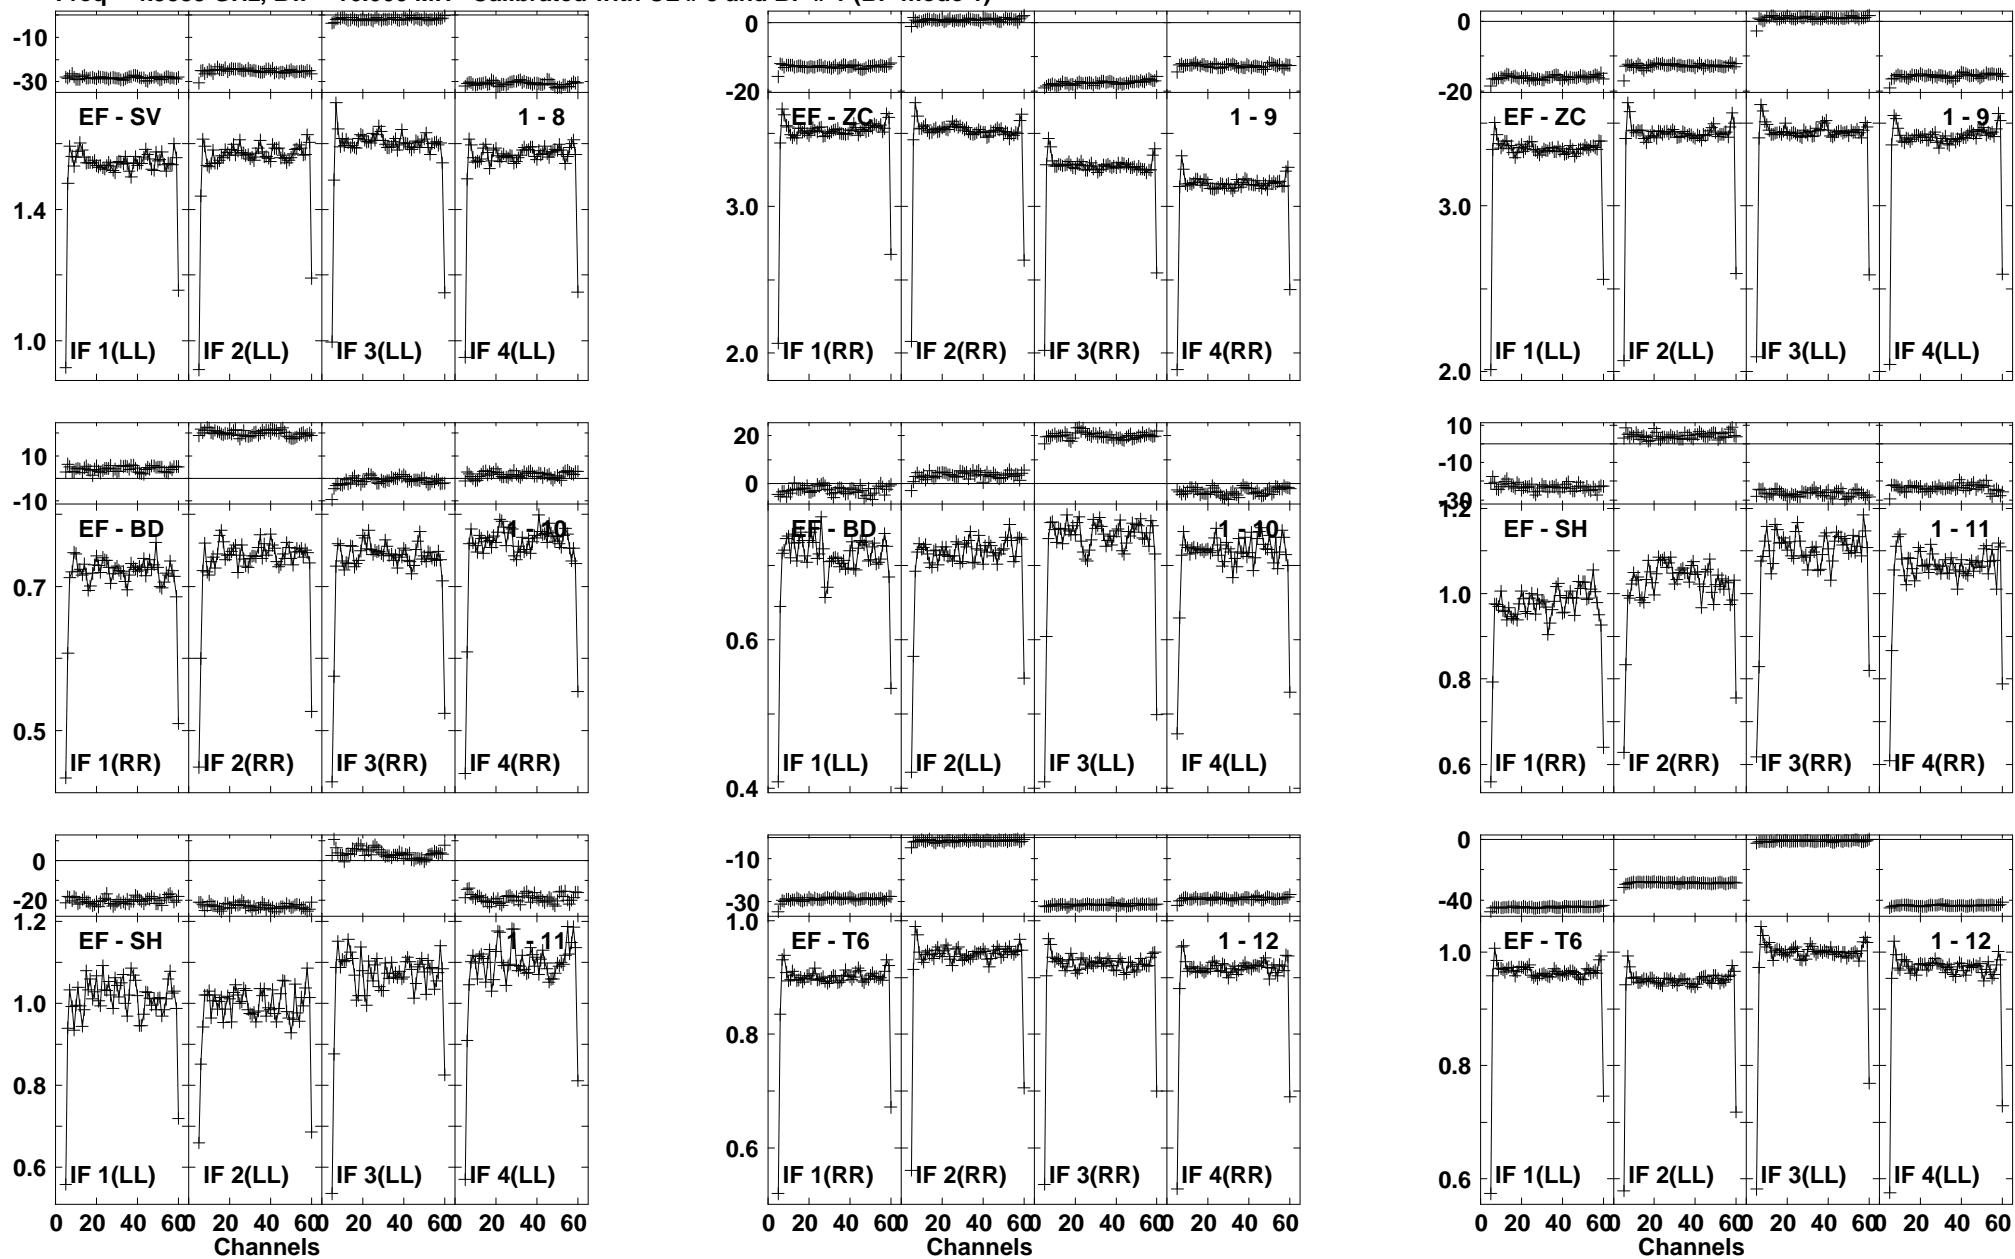 -10
-30
EF - SV
1 - 8
1.4
1.0
IF 1(LL)
IF 2(LL)
IF 3(LL)
IF 4(LL)
0
-20
EF - ZC
1 - 9
3.0
2.0
IF 1(RR)
IF 2(RR)
IF 3(RR)
IF 4(RR)
0
-20
EF - ZC
1 - 9
3.0
2.0
IF 1(LL)
IF 2(LL)
IF 3(LL)
IF 4(LL)
10
-10
EF - BD
1 - 10
0.7
0.5
IF 1(RR)
IF 2(RR)
IF 3(RR)
IF 4(RR)
20
0
EF - BD
1 - 10
0.6
0.4
IF 1(LL)
IF 2(LL)
IF 3(LL)
IF 4(LL)
10
-10
-30
1.2
EF - SH
1 - 11
1.0
0.8
0.6
IF 1(RR)
IF 2(RR)
IF 3(RR)
IF 4(RR)
0
-20
1.2
EF - SH
1 - 11
1.0
0.8
0.6
IF 1(LL)
IF 2(LL)
IF 3(LL)
IF 4(LL)
0 20 40 60 0 20 40 60 0 20 40 60 0 20 40 60
Channels
-10
-30
1.0
EF - T6
1 - 12
0.8
0.6
IF 1(RR)
IF 2(RR)
IF 3(RR)
IF 4(RR)
0 20 40 60 0 20 40 60 0 20 40 60 0 20 40 60
Channels
0
-40
EF - T6
1 - 12
1.0
0.8
0.6
IF 1(LL)
IF 2(LL)
IF 3(LL)
IF 4(LL)
0 20 40 60 0 20 40 60 0 20 40 60 0 20 40 60
Channels